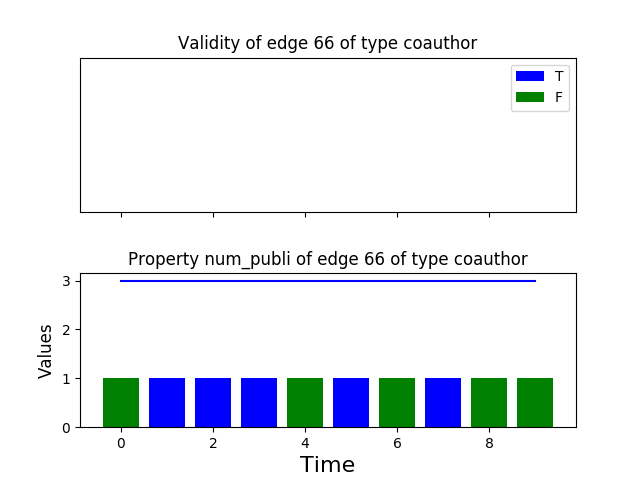 Validity of edge 66 of type coauthor
T
F
Property num_publi of edge 66 of type coauthor
3
2
1
0
Values
0 2 4 6 8
Time